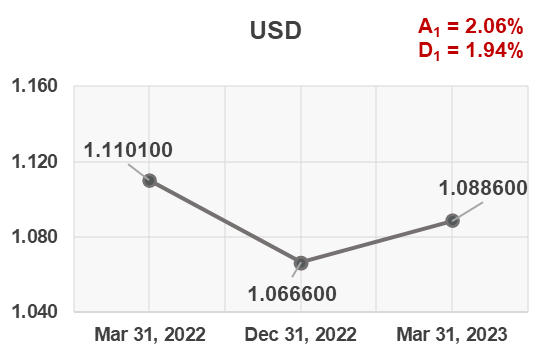 USD
A₁ = 2.06%
D₁ = 1.94%
1.160
1.120
1.080
1.040
1.110100
1.066600
1.088600
Mar 31, 2022
Dec 31, 2022
Mar 31, 2023